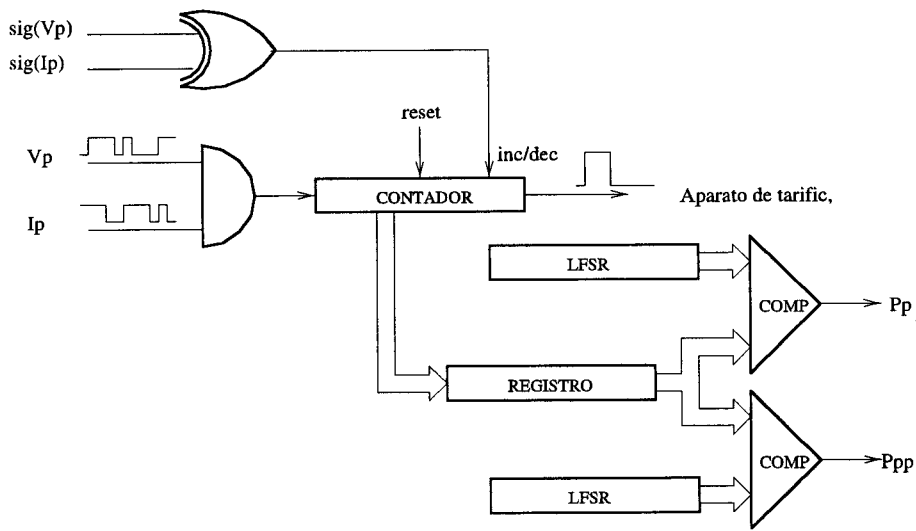 sig(Vp)
sig(Ip)
reset
inc/dec
Vp
Ip
CONTADOR
Aparato de tarific,
LFSR
COMP
Pp
REGISTRO
COMP
Ppp
LFSR